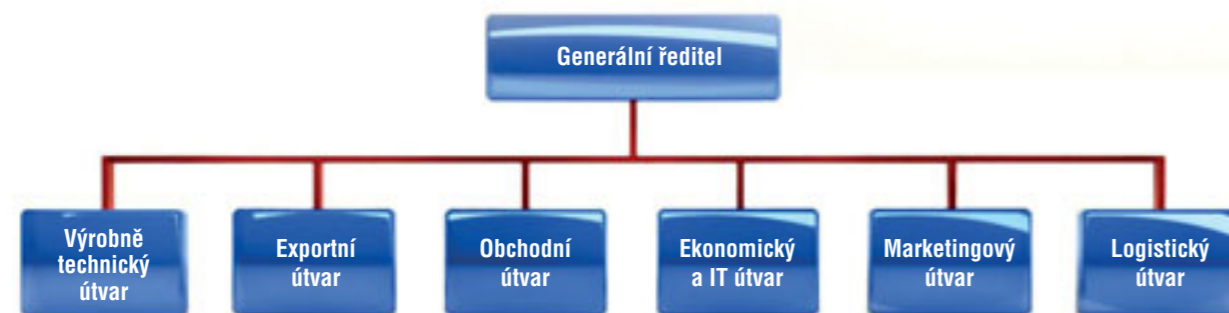 Generální ředitel
Výrobně
technický
útvar
Exportní
útvar
Obchodní
útvar
Ekonomický
a IT útvar
Marketingový
útvar
Logistický
útvar